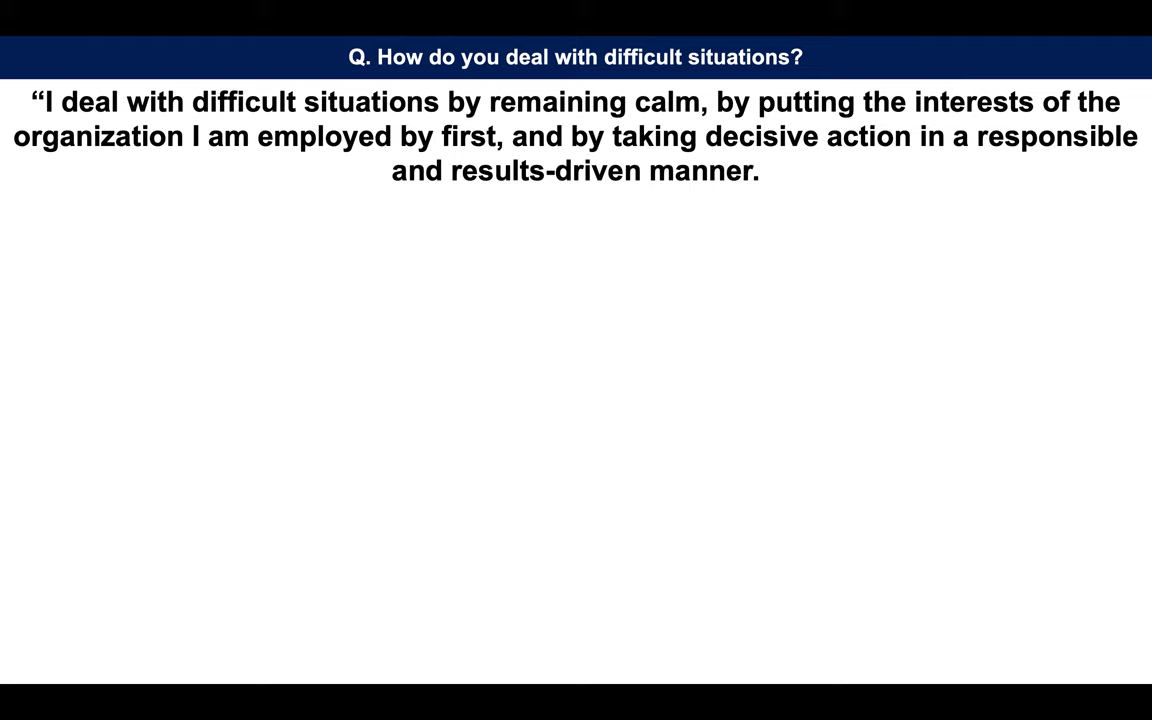 Q. How do you deal with difficult situations?
“I deal with difficult situations by remaining calm, by putting the interests of the
organization I am employed by first, and by taking decisive action in a responsible
and results-driven manner.